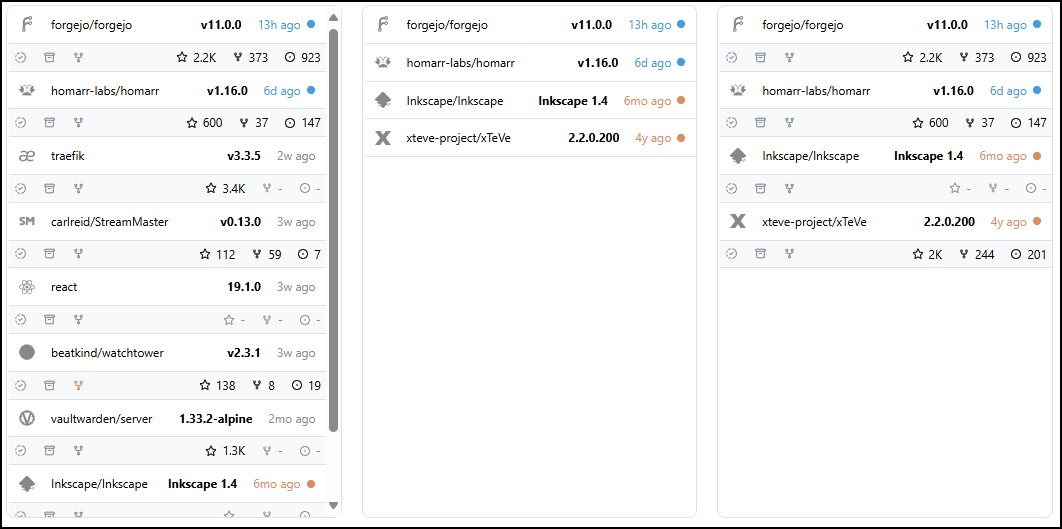 forgejo/forgejo v11.0.0 13h ago
2.2K 373 923
homarr-labs/homarr v1.16.0 6d ago
600 37 147
traefik v3.3.5 2w ago
3.4K - -
SM carlreid/StreamMaster v0.13.0 3w ago
112 59 7
react 19.1.0 3w ago
- - -
beatkind/watchtower v2.3.1 3w ago
138 8 19
vaultwarden/server 1.33.2-alpine 2mo ago
1.3K - -
Inkscape/Inkscape Inkscape 1.4 6mo ago
forgejo/forgejo v11.0.0 13h ago
homarr-labs/homarr v1.16.0 6d ago
Inkscape/Inkscape Inkscape 1.4 6mo ago
xteve-project/xTeVe 2.2.0.200 4y ago
forgejo/forgejo v11.0.0 13h ago
2.2K 373 923
homarr-labs/homarr v1.16.0 6d ago
600 37 147
Inkscape/Inkscape Inkscape 1.4 6mo ago
- - -
xteve-project/xTeVe 2.2.0.200 4y ago
2K 244 201